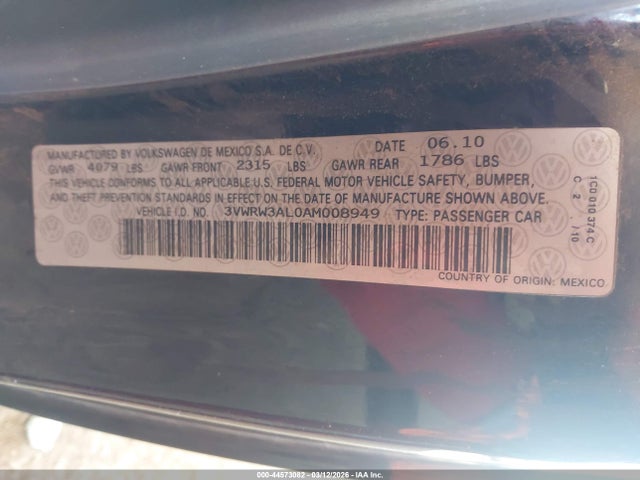 MANUFACTURED BY VOLKSWAGEN DE MEXICO S.A. DE C.V. DATE 06.10
GVWR 4079 LBS GAWR FRONT 2315 LBS GAWR REAR 1786 LBS
THIS VEHICLE CONFORMS TO ALL APPLICABLE U.S. FEDERAL MOTOR VEHICLE SAFETY, BUMPER,
AND THEFT PREVENTION STANDARDS IN EFFECT ON THE DATE OF MANUFACTURE SHOWN ABOVE.
VEHICLE I.D. NO. 3VWRW3AL0AM008949 TYPE: PASSENGER CAR
COUNTRY OF ORIGIN: MEXICO
1C0 010 374 C
C 2 /10
000-44573082 - 03/12/2026 - IAA Inc.